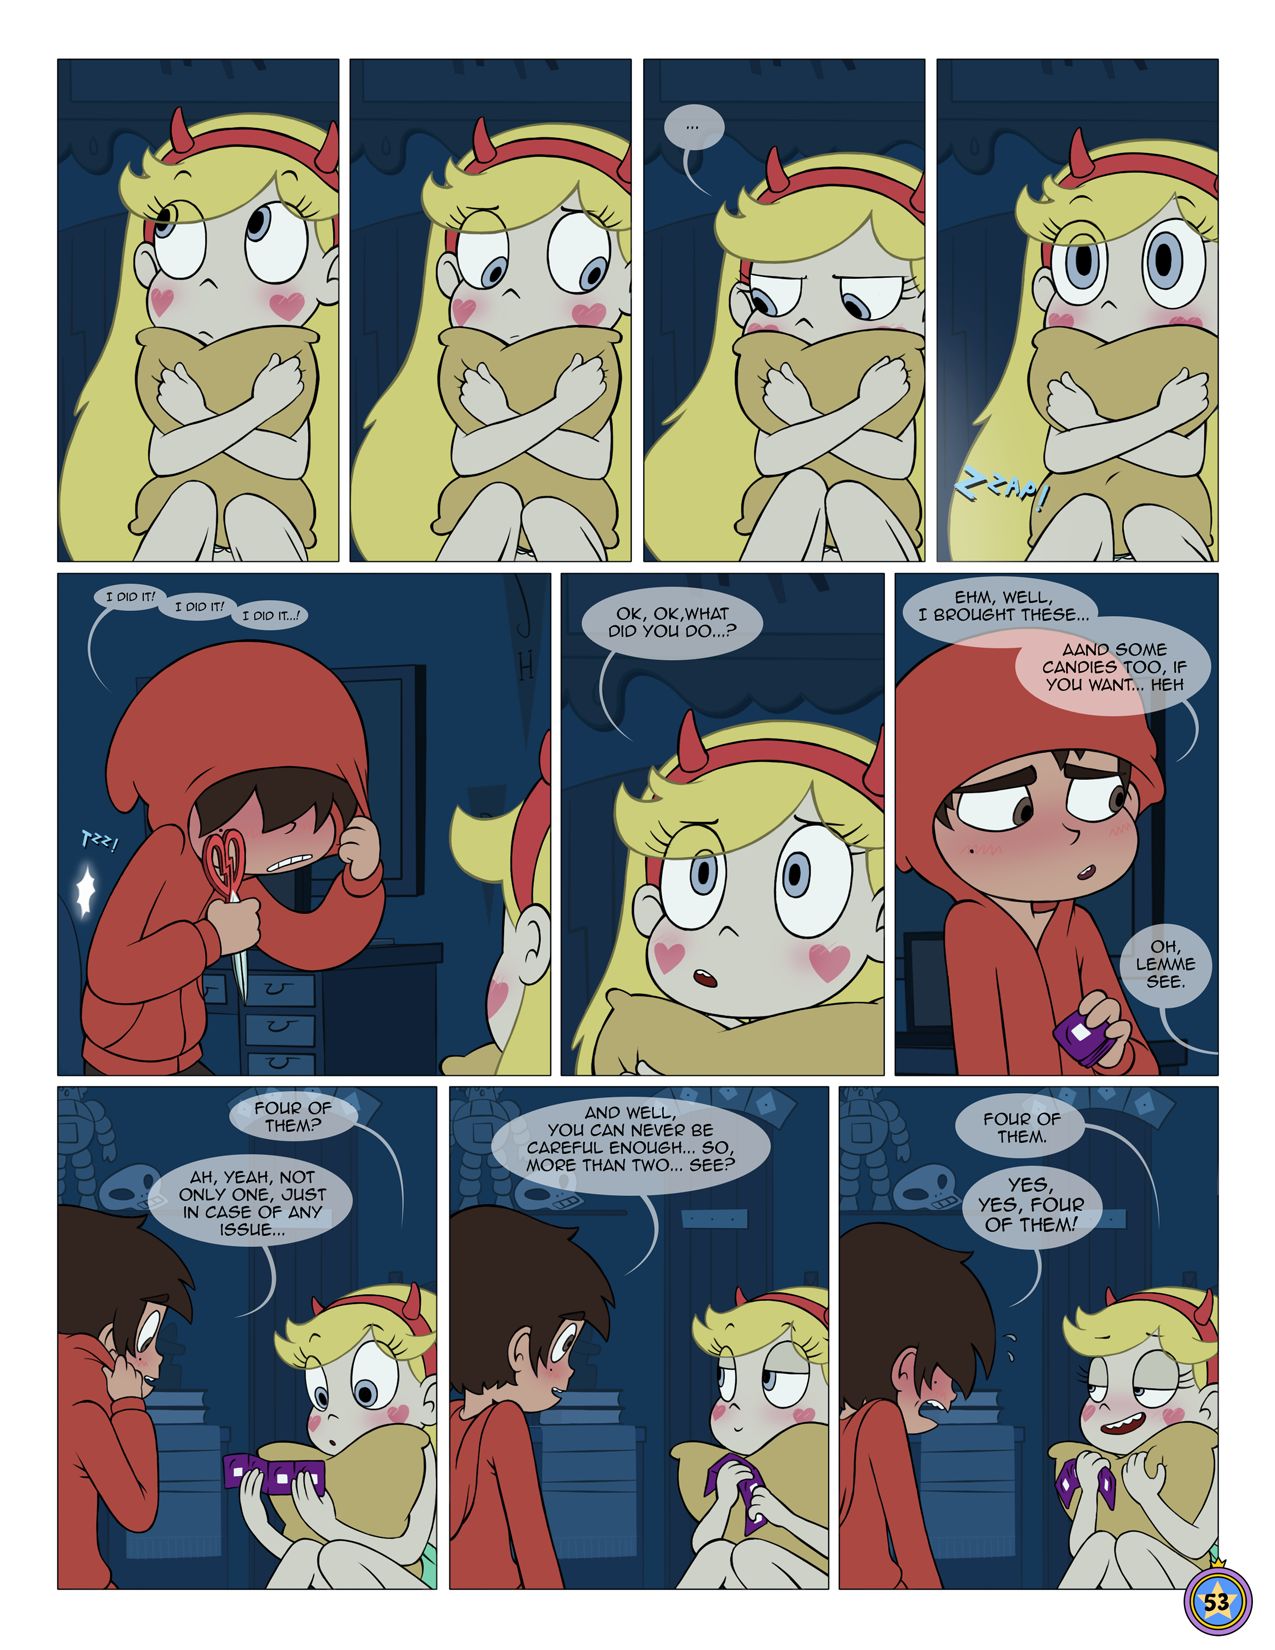 ...
ZZZAP!
I DID IT!
I DID IT!
I DID IT...!
TZZ!
J
H
OK, OK,WHAT
DID YOU DO...?
EHM, WELL,
I BROUGHT THESE...
AAND SOME
CANDIES TOO, IF
YOU WANT... HEH
OH,
LEMME
SEE.
FOUR OF
THEM?
AH, YEAH, NOT
ONLY ONE, JUST
IN CASE OF ANY
ISSUE...
AND WELL,
YOU CAN NEVER BE
CAREFUL ENOUGH... SO,
MORE THAN TWO... SEE?
FOUR OF
THEM.
YES,
YES, FOUR
OF THEM!
53